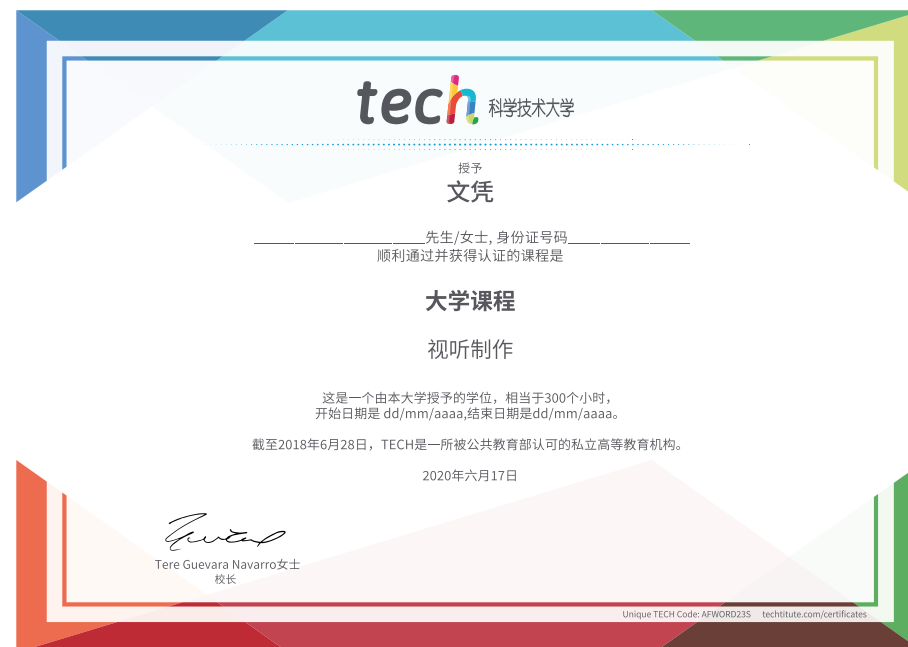 tech 科学技术大学
授予
文凭
先生/女士, 身份证号码
顺利通过并获得认证的课程是
大学课程
视听制作
这是一个由本大学授予的学位，相当于300个小时，
开始日期是 dd/mm/aaaa,结束日期是dd/mm/aaaa。
截至2018年6月28日，TECH是一所被公共教育部认可的私立高等教育机构。
2020年六月17日
Tere Guevara Navarro女士
校长
Unique TECH Code: AFWORD23S techtitute.com/certificates